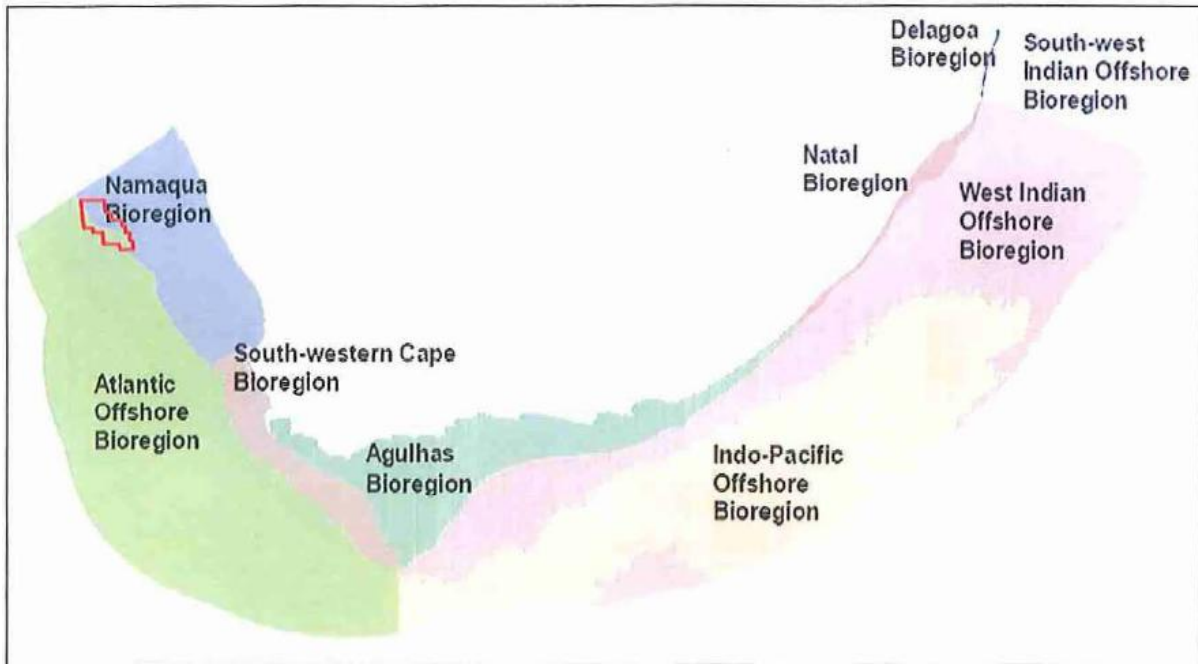 Delagoa
Bioregion
South-west
Indian Offshore
Bioregion
Natal
Bioregion
West Indian
Offshore
Bioregion
Namaqua
Bioregion
South-western Cape
Bioregion
Atlantic
Offshore
Bioregion
Agulhas
Bioregion
Indo-Pacific
Offshore
Bioregion